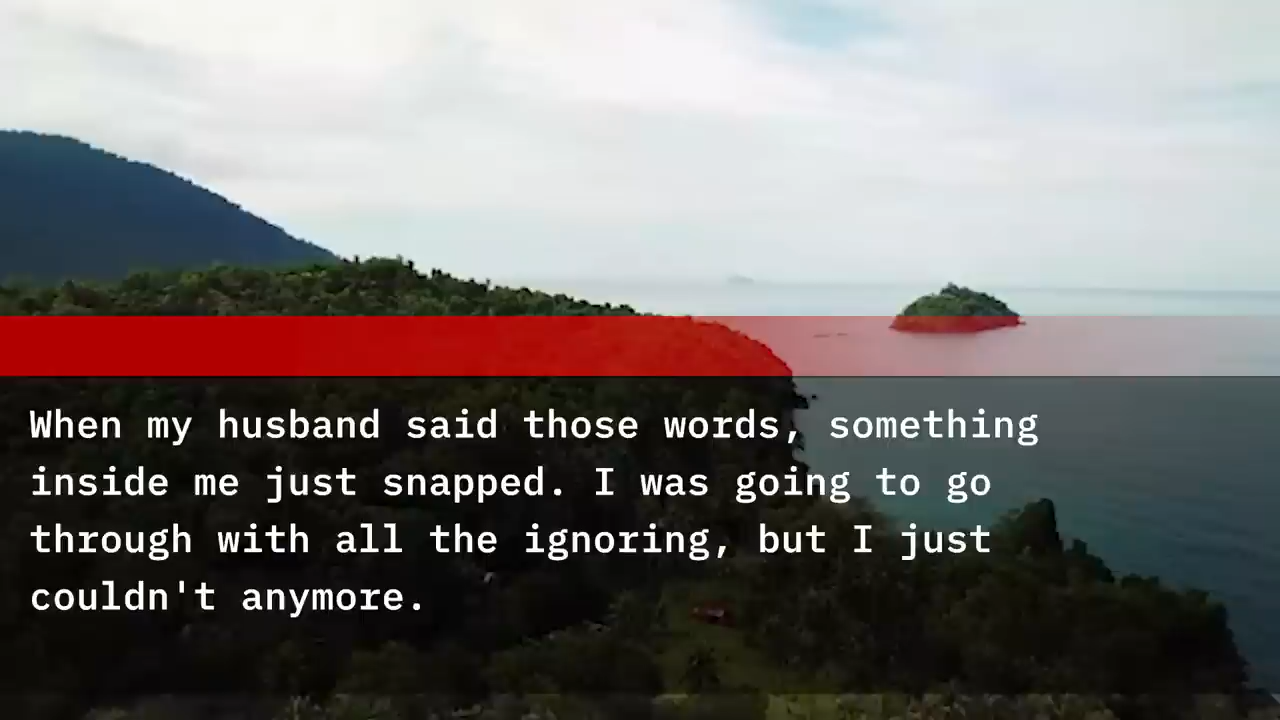 When my husband said those words, something
inside me just snapped. I was going to go
through with all the ignoring, but I just
couldn't anymore.